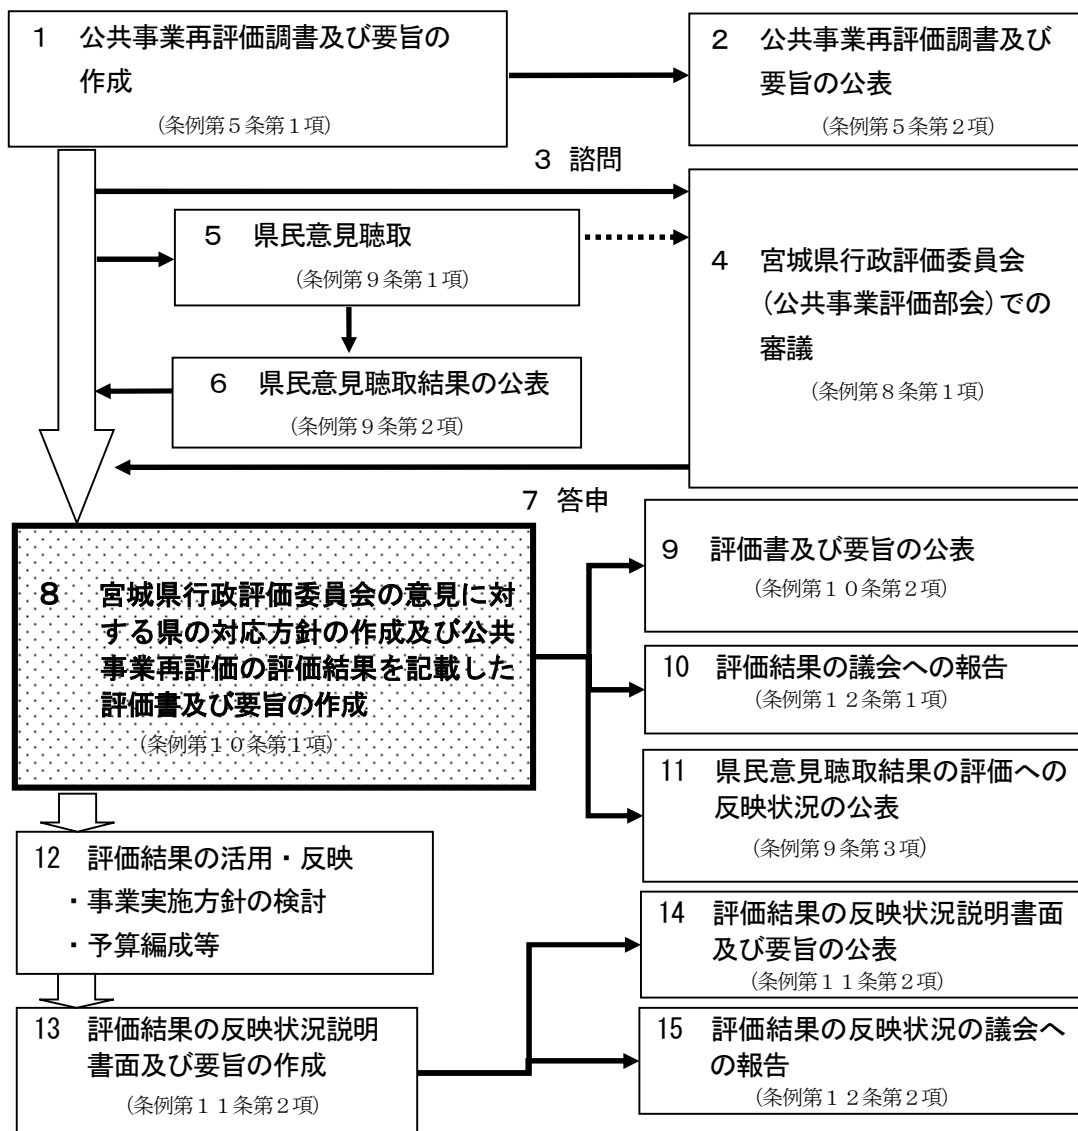 1 公共事業再評価調書及び要旨の
作成
(条例第5条第1項)
2 公共事業再評価調書及び
要旨の公表
(条例第5条第2項)
3 諮問
4 宮城県行政評価委員会
(公共事業評価部会)での
審議
(条例第8条第1項)
5 県民意見聴取
(条例第9条第1項)
6 県民意見聴取結果の公表
(条例第9条第2項)
7 答申
8 宮城県行政評価委員会の意見に対
する県の対応方針の作成及び公共
事業再評価の評価結果を記載した
評価書及び要旨の作成
(条例第10条第1項)
9 評価書及び要旨の公表
(条例第10条第2項)
10 評価結果の議会への報告
(条例第12条第1項)
11 県民意見聴取結果の評価への
反映状況の公表
(条例第9条第3項)
12 評価結果の活用・反映
・事業実施方針の検討
・予算編成等
13 評価結果の反映状況説明
書面及び要旨の作成
(条例第11条第2項)
14 評価結果の反映状況説明書面
及び要旨の公表
(条例第11条第2項)
15 評価結果の反映状況の議会へ
の報告
(条例第12条第2項)